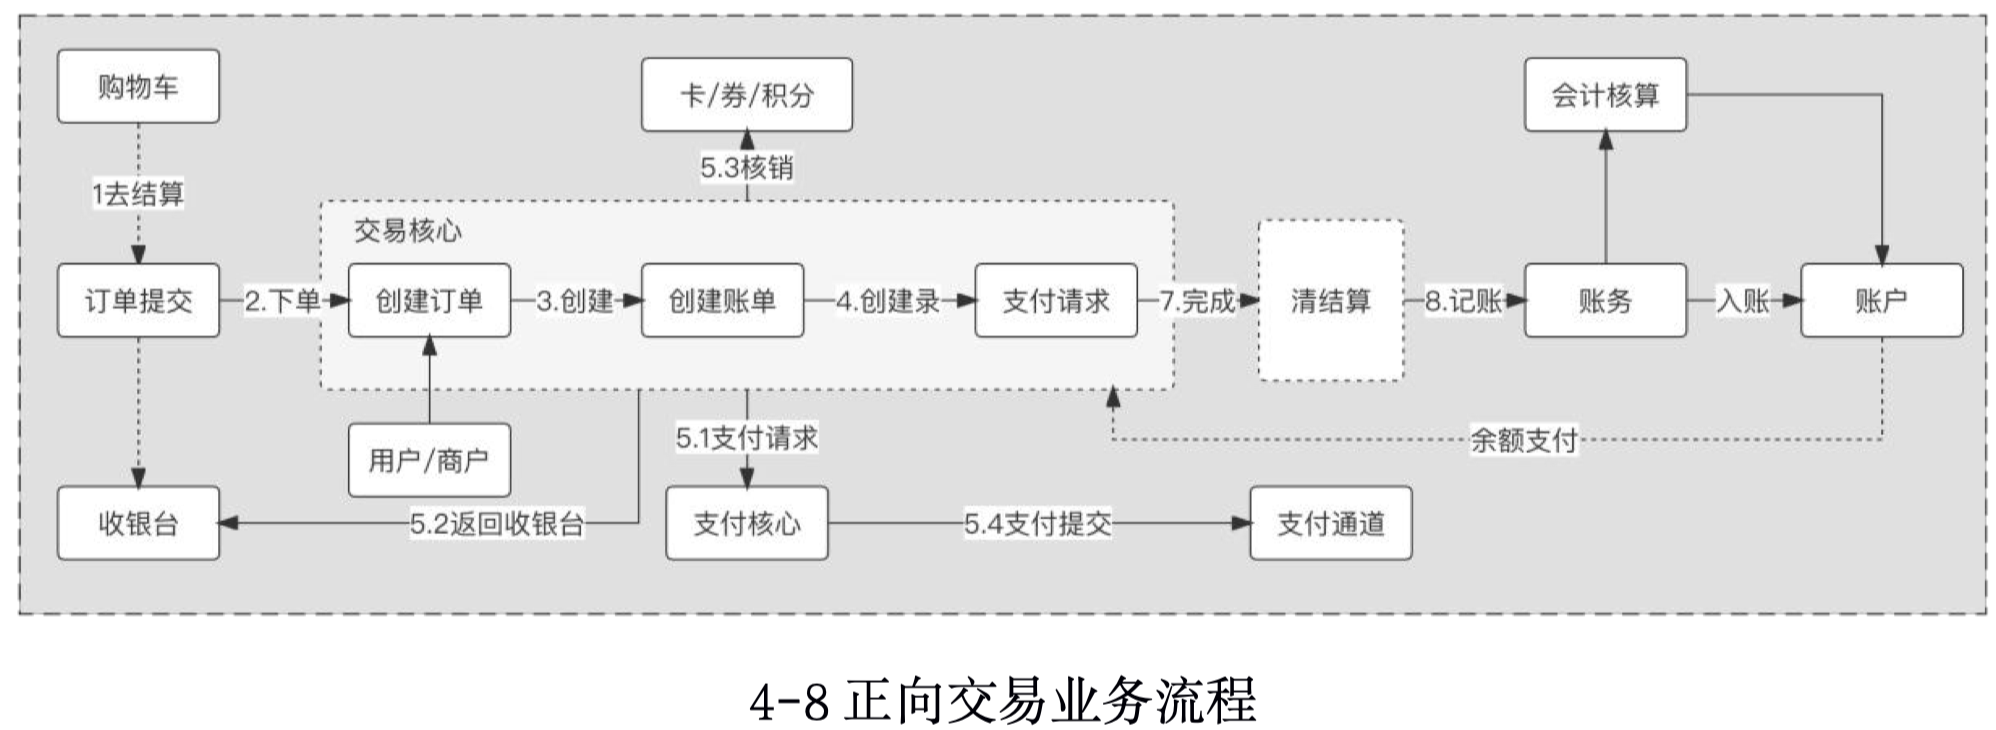 购物车
卡/券/积分
会计核算
1去结算
5.3核销
交易核心
订单提交
2.下单
创建订单
3.创建
创建账单
4.创建录
支付请求
7.完成
清结算
8.记账
账务
入账
账户
用户/商户
5.1支付请求
余额支付
收银台
5.2返回收银台
支付核心
5.4支付提交
支付通道
4-8 正向交易业务流程